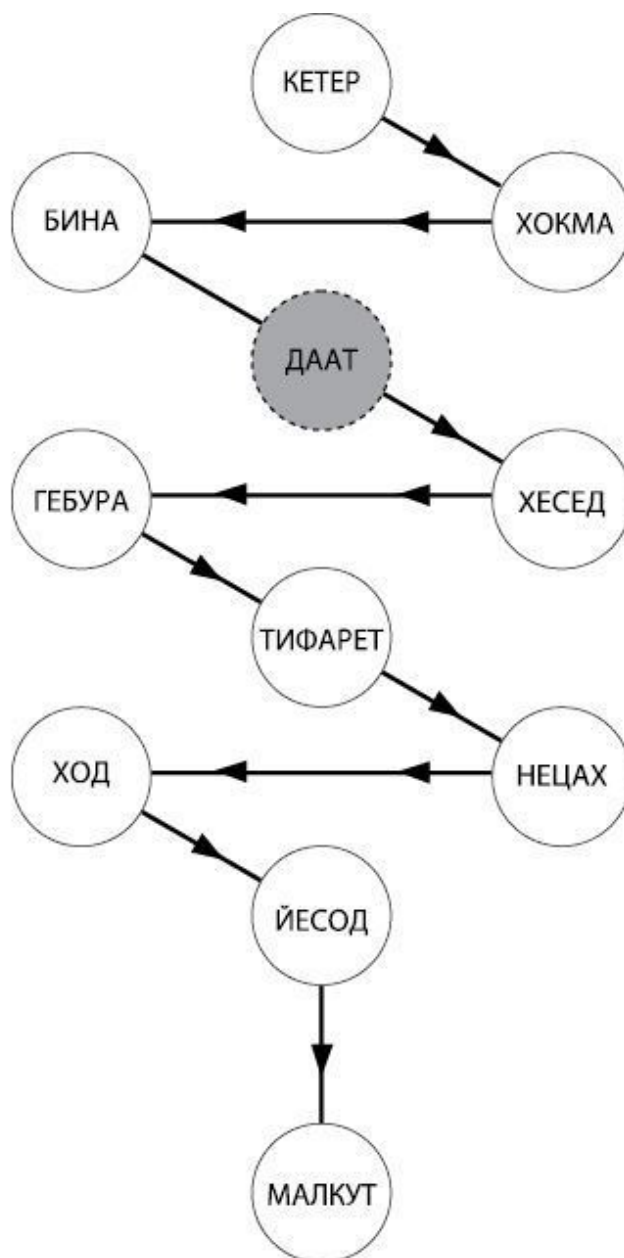 КЕТЕР
БИНА
ХОКМА
ДААТ
ГЕБУРА
ХЕСЕД
ТИФАРЕТ
ХОД
НЕЦАХ
ЙЕСОД
МАЛКУТ